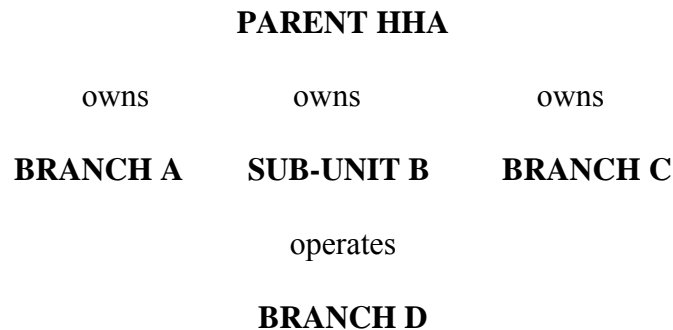 PARENT HHA
owns owns owns
BRANCH A SUB-UNIT B BRANCH C
operates
BRANCH D